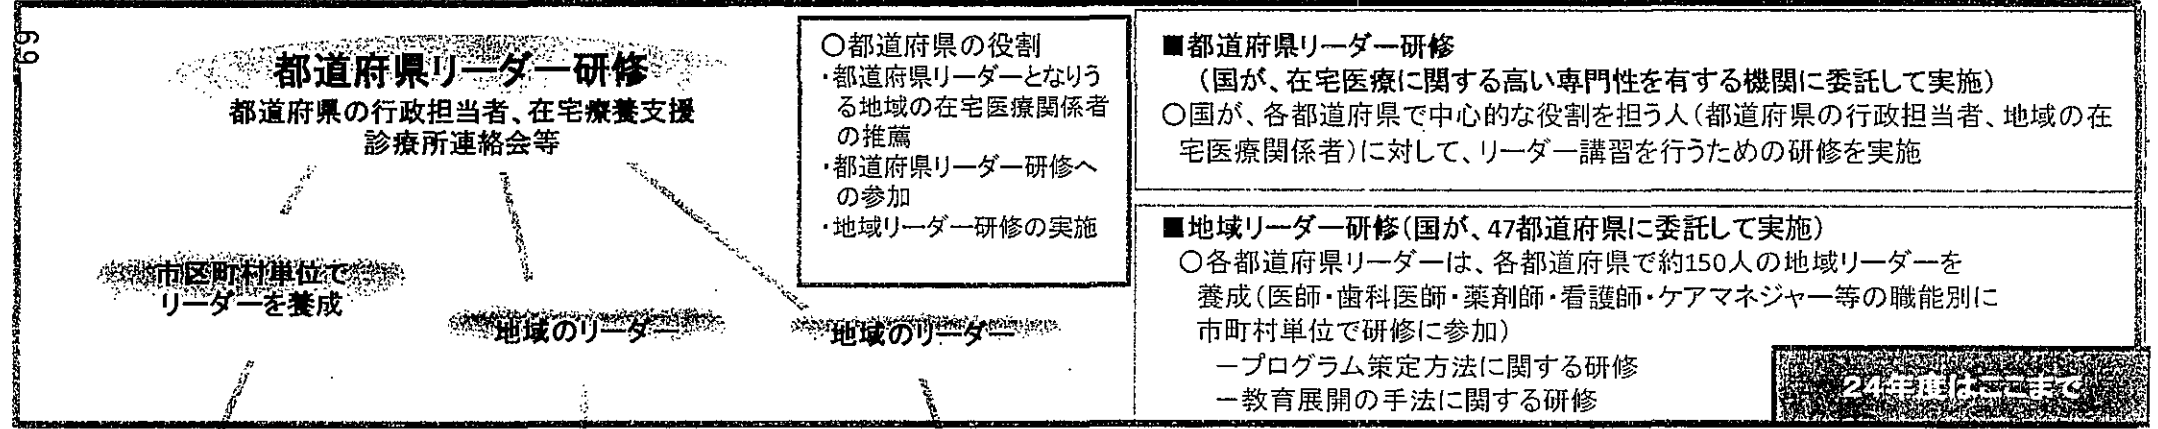 69
都道府県リーダー研修
都道府県の行政担当者、在宅療養支援
診療所連絡会等
市区町村単位で
リーダーを養成
地域のリーダー
地域のリーダー
○都道府県の役割
・都道府県リーダーとなりう
る地域の在宅医療関係者
の推薦
・都道府県リーダー研修へ
の参加
・地域リーダー研修の実施
■都道府県リーダー研修
（国が、在宅医療に関する高い専門性を有する機関に委託して実施）
○国が、各都道府県で中心的な役割を担う人（都道府県の行政担当者、地域の在
宅医療関係者）に対して、リーダー講習を行うための研修を実施
■地域リーダー研修（国が、47都道府県に委託して実施）
○各都道府県リーダーは、各都道府県で約150人の地域リーダーを
養成（医師・歯科医師・薬剤師・看護師・ケアマネジャー等の職能別に
市町村単位で研修に参加）
－プログラム策定方法に関する研修
－教育展開の手法に関する研修
24年度はここまで